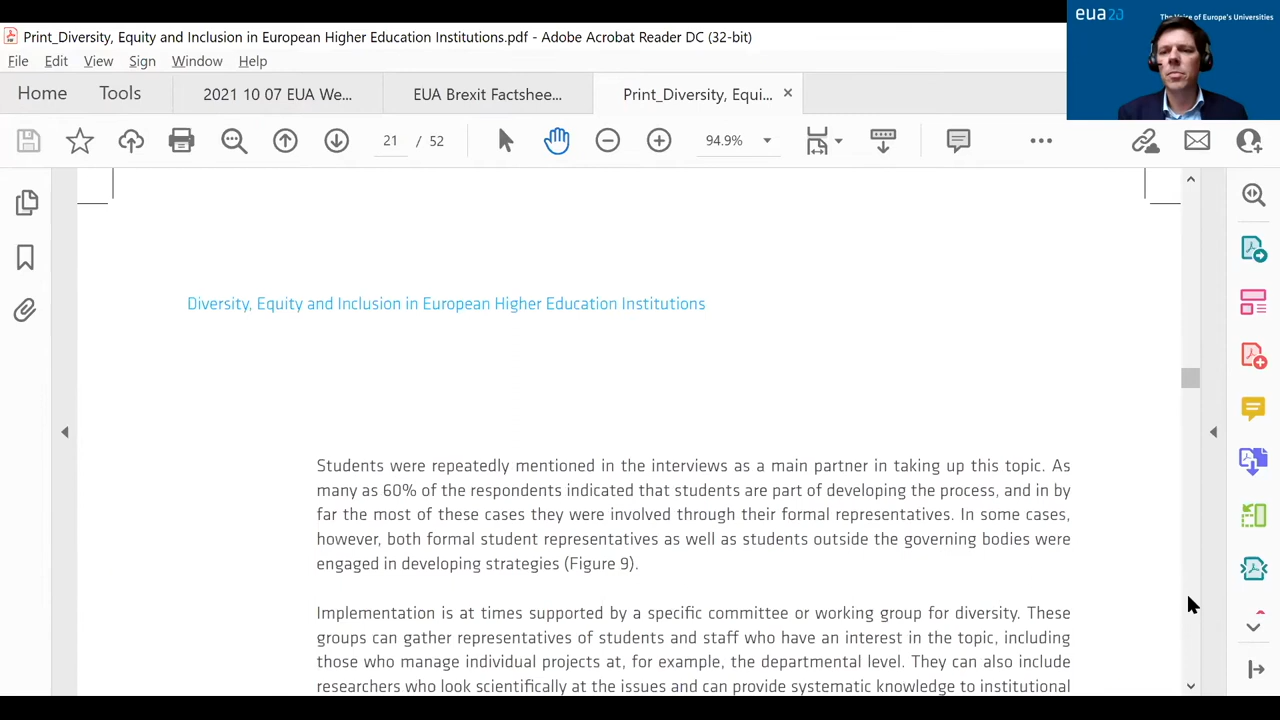 eua20 The Voice of Europe's Universities
Print_Diversity, Equity and Inclusion in European Higher Education Institutions.pdf - Adobe Acrobat Reader DC (32-bit)
File Edit View Sign Window Help
Home Tools 2021 10 07 EUA We... EUA Brexit Factshee... Print_Diversity, Equi...
21 / 52 94.9%
Diversity, Equity and Inclusion in European Higher Education Institutions
Students were repeatedly mentioned in the interviews as a main partner in taking up this topic. As
many as 60% of the respondents indicated that students are part of developing the process, and in by
far the most of these cases they were involved through their formal representatives. In some cases,
however, both formal student representatives as well as students outside the governing bodies were
engaged in developing strategies (Figure 9).
Implementation is at times supported by a specific committee or working group for diversity. These
groups can gather representatives of students and staff who have an interest in the topic, including
those who manage individual projects at, for example, the departmental level. They can also include
researchers who look scientifically at the issues and can provide systematic knowledge to institutional